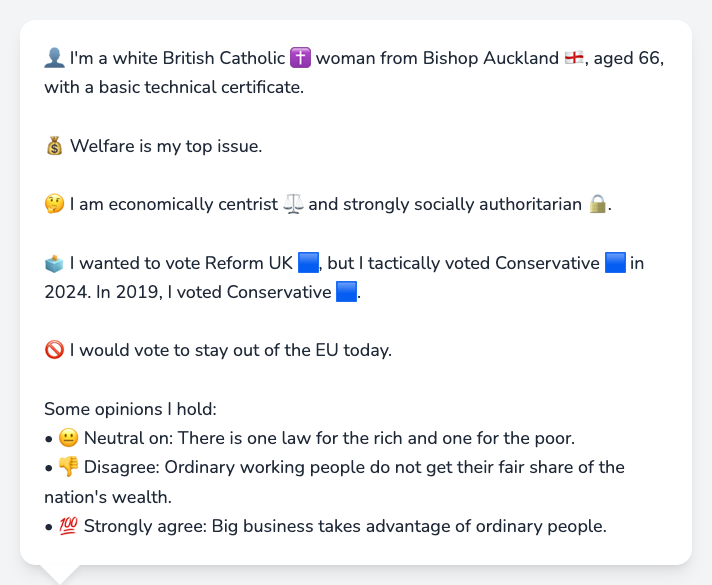 👤 I'm a white British Catholic ✝️ woman from Bishop Auckland 🏴󠁧󠁢󠁥󠁮󠁧󠁿, aged 66,
with a basic technical certificate.
💰 Welfare is my top issue.
🤔 I am economically centrist ⚖️ and strongly socially authoritarian 🔒.
🗳️ I wanted to vote Reform UK 🟦, but I tactically voted Conservative 🟦 in
2024. In 2019, I voted Conservative 🟦.
🚫 I would vote to stay out of the EU today.
Some opinions I hold:
• 😐 Neutral on: There is one law for the rich and one for the poor.
• 👎 Disagree: Ordinary working people do not get their fair share of the
nation's wealth.
• 💯 Strongly agree: Big business takes advantage of ordinary people.